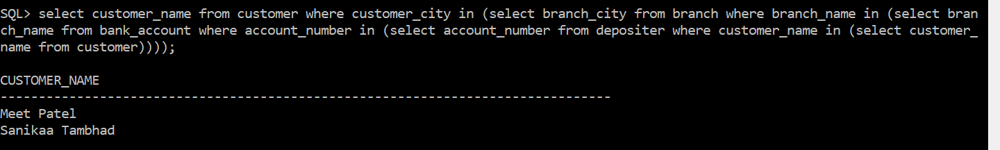 SQL> select customer_name from customer where customer_city in (select branch_city from branch where branch_name in (select bran
ch_name from bank_account where account_number in (select account_number from depositer where customer_name in (select customer_
name from customer))));
CUSTOMER_NAME
--------------------------------------------------------------------------------
Meet Patel
Sanikaa Tambhad